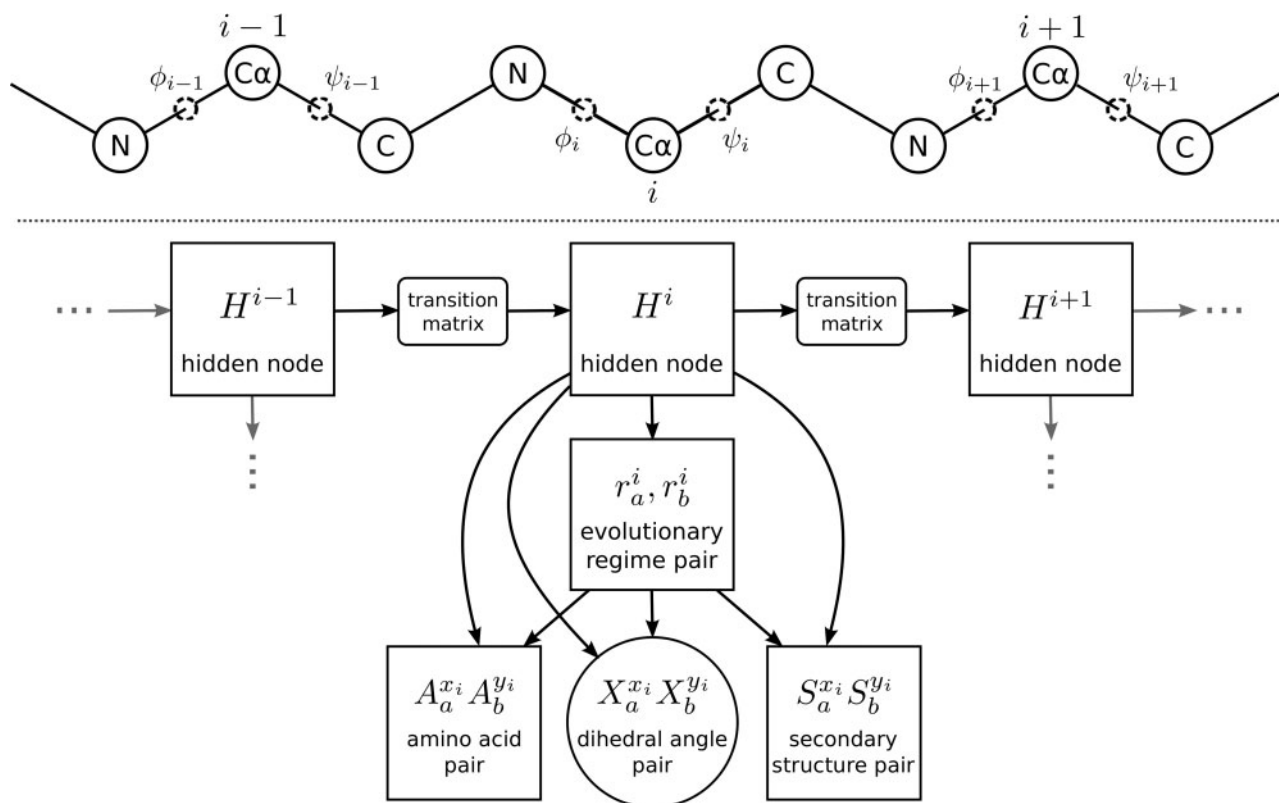 i − 1 i + 1
ϕ_{i−1} Cα ψ_{i−1} N C ϕ_{i+1} Cα ψ_{i+1}
N C ϕ_i Cα ψ_i N C
i
··· H^{i−1} transition H^i transition H^{i+1} ···
matrix matrix
hidden node hidden node hidden node
r_a^i, r_b^i
evolutionary
regime pair
A_a^{x_i} A_b^{y_i} X_a^{x_i} X_b^{y_i} S_a^{x_i} S_b^{y_i}
amino acid dihedral angle secondary
pair pair structure pair